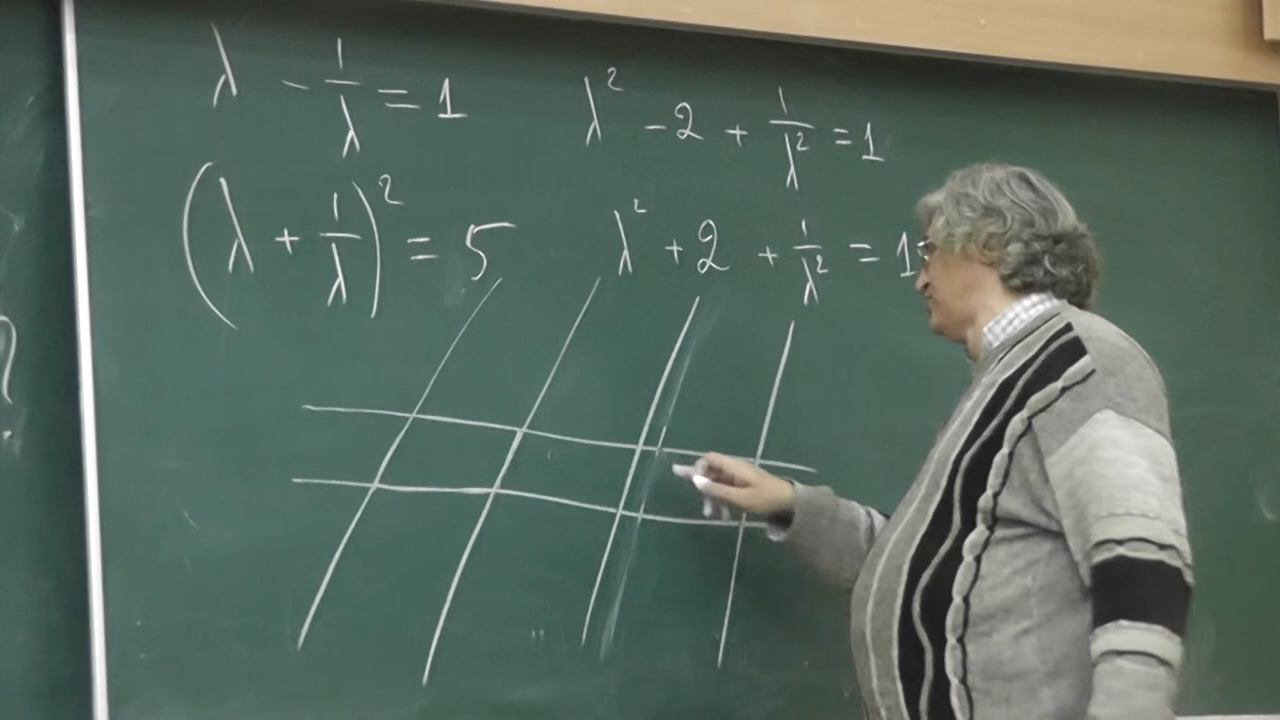 λ - 1/λ = 1
λ² - 2 + 1/λ² = 1
(λ + 1/λ)² = 5
λ² + 2 + 1/λ² = 1